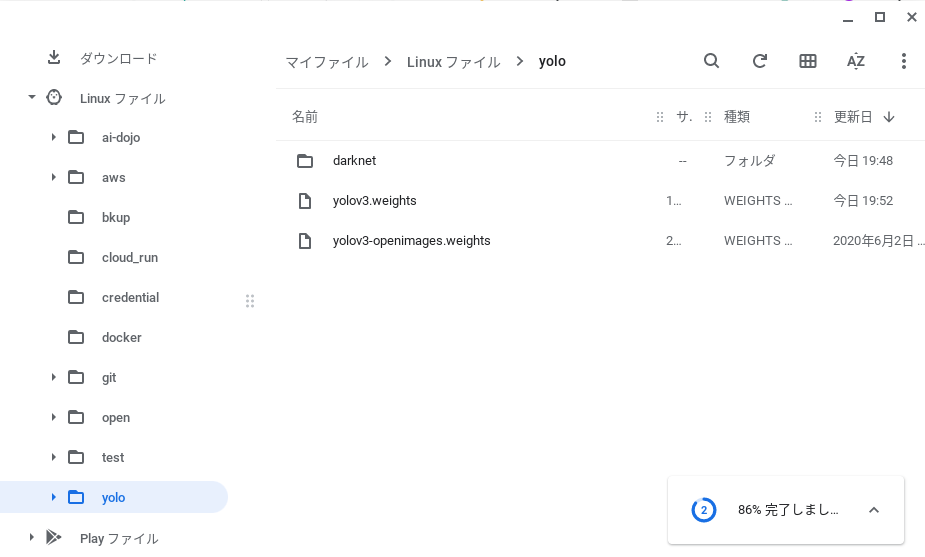 ダウンロード
Linux ファイル
ai-dojo
aws
bkup
cloud_run
credential
docker
git
open
test
yolo
Play ファイル
マイファイル Linux ファイル yolo
AZ
名前 サ. 種類 更新日
darknet -- フォルダ 今日 19:48
yolov3.weights 1... WEIGHTS ... 今日 19:52
yolov3-openimages.weights 2... WEIGHTS ... 2020年6月2日 ...
2 86% 完了しまし...